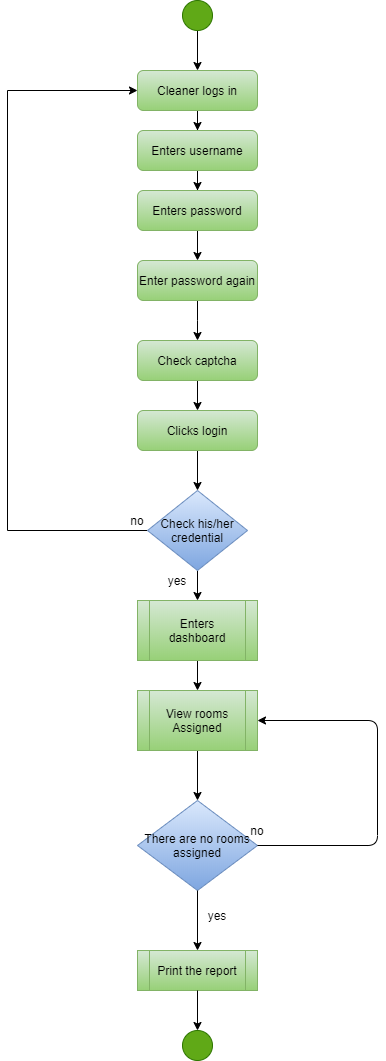 Cleaner logs in
Enters username
Enters password
Enter password again
Check captcha
Clicks login
no
Check his/her
credential
yes
Enters
dashboard
View rooms
Assigned
no
There are no rooms
assigned
yes
Print the report